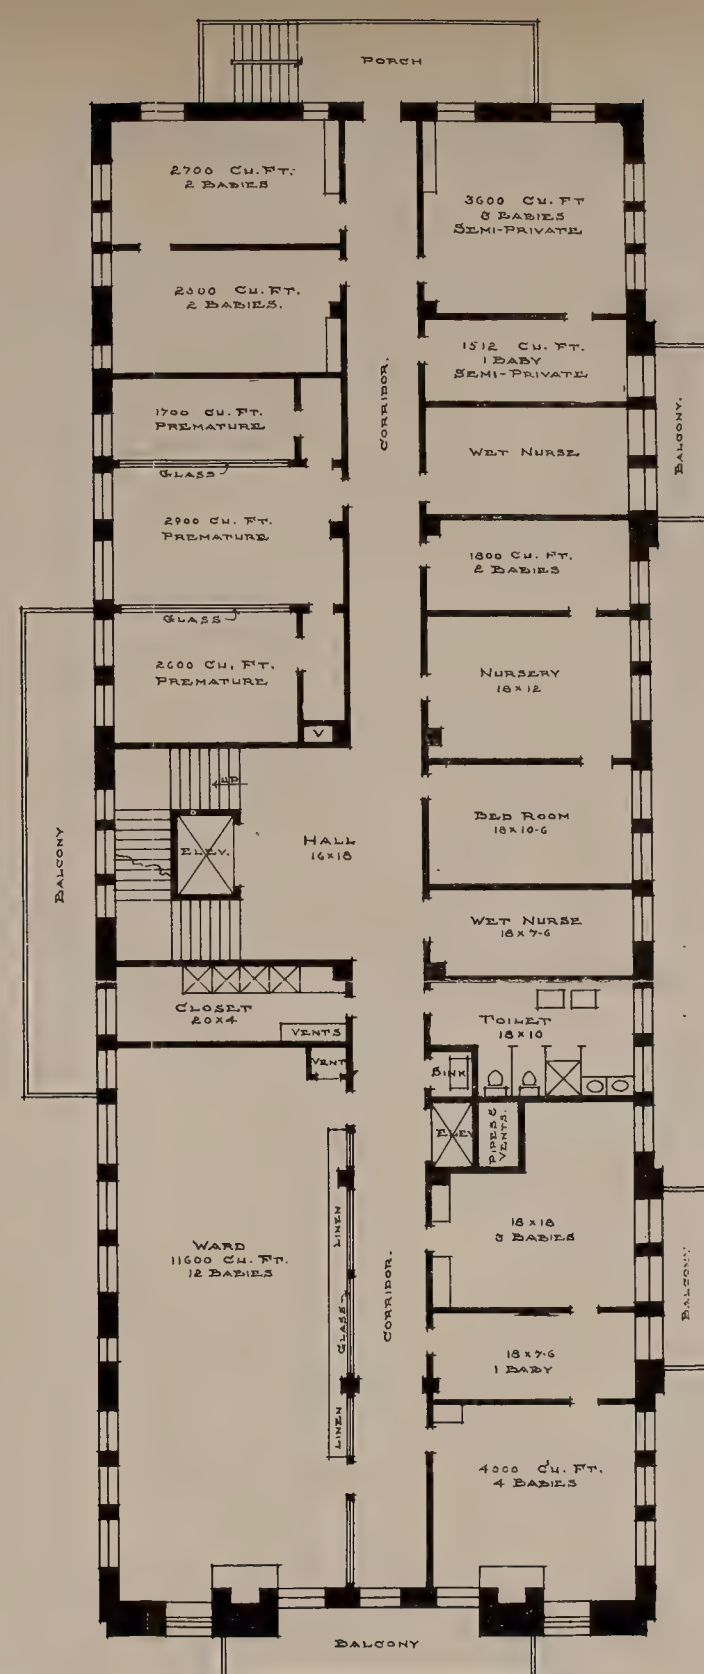 PORCH
2700 CU. FT.
2 BABIES
3600 CU. FT
3 BABIES
SEMI-PRIVATE
CU. FT.
2 BABIES.
1512 CU. FT.
1 BABY
SEMI-PRIVATE
1700 CU. FT.
PREMATURE
GLASS
CORRIDOR.
WET NURSE
BALCONY.
2900 CU. FT.
PREMATURE
1800 CU. FT.
2 BABIES
GLASS
2600 CU. FT.
PREMATURE
NURSERY
18 X 12
V
UP
ELEV.
HALL
16 X 18
BED ROOM
18 X 10-6
BALCONY
WET NURSE
18 X 7-6
CLOSET
20 X 4
VENTS
TOILET
18 X 10
VENT
SINK
ELEV
PIPES &
VENTS.
WARD
11600 CU. FT.
12 BABIES
LINEN
GLASS
LINEN
CORRIDOR.
18 X 18
3 BABIES
BALCONY
18 X 7-6
1 BABY
4000 CU. FT.
4 BABIES
BALCONY